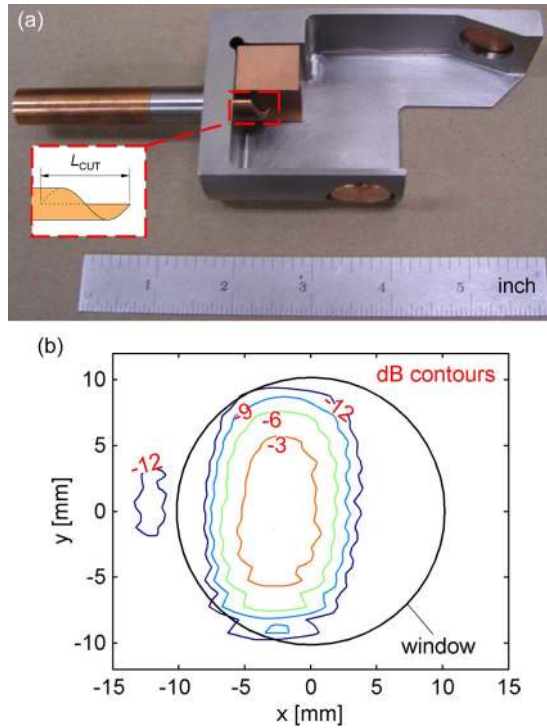 (a)
L_CUT
1 2 3 4 5 inch
(b)
dB contours
-12
-9
-6
-3
-12
window
10
5
0
-5
-10
y [mm]
-15 -10 -5 0 5 10 15
x [mm]